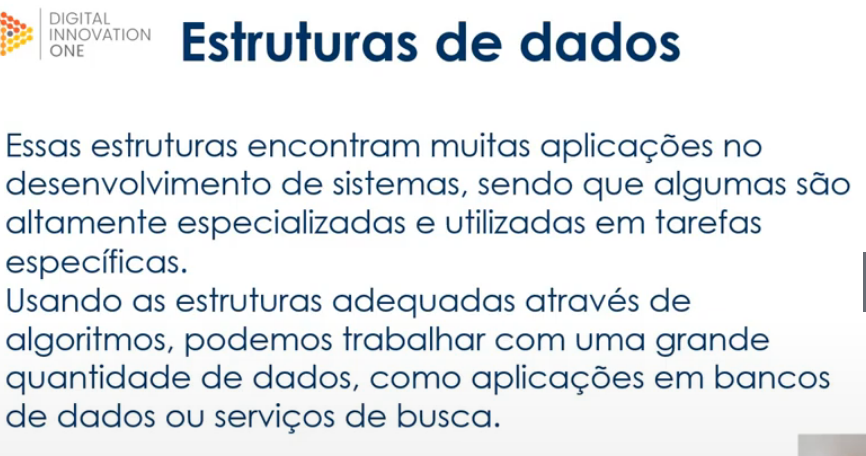 DIGITAL
INNOVATION
ONE
Estruturas de dados
Essas estruturas encontram muitas aplicações no
desenvolvimento de sistemas, sendo que algumas são
altamente especializadas e utilizadas em tarefas
específicas.
Usando as estruturas adequadas através de
algoritmos, podemos trabalhar com uma grande
quantidade de dados, como aplicações em bancos
de dados ou serviços de busca.